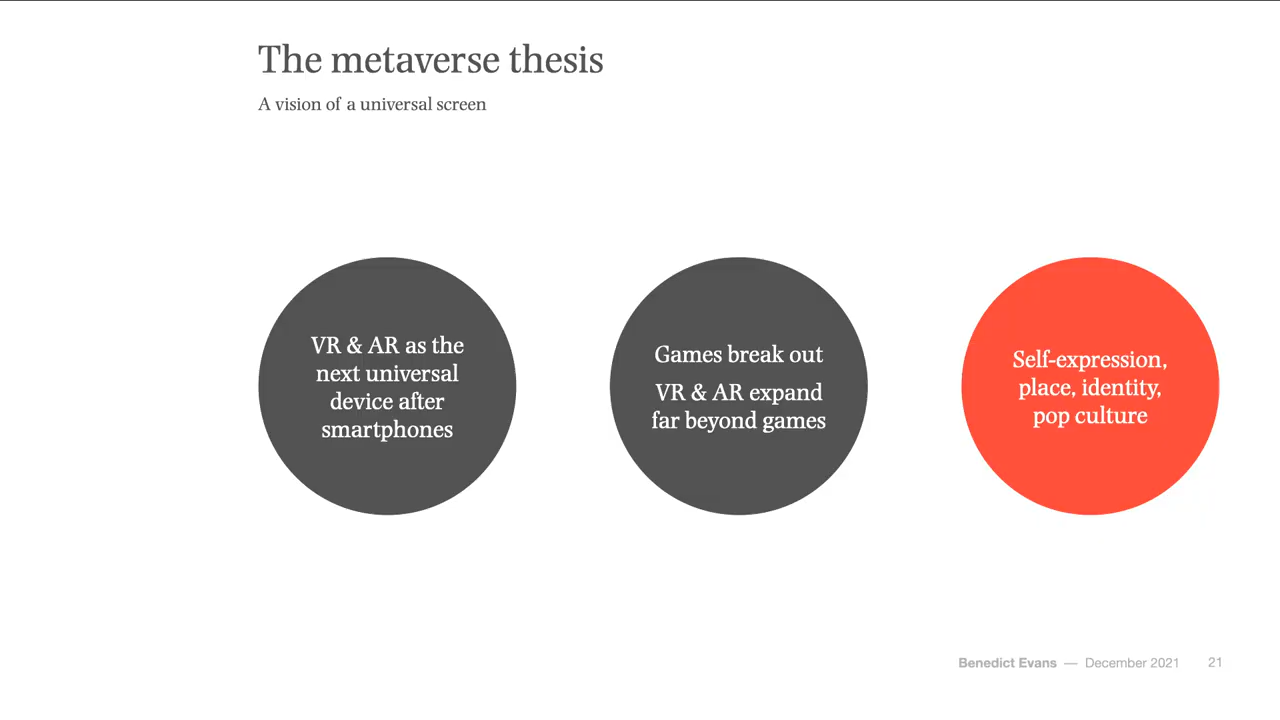 The metaverse thesis
A vision of a universal screen
VR & AR as the
next universal
device after
smartphones
Games break out
VR & AR expand
far beyond games
Self-expression,
place, identity,
pop culture
Benedict Evans — December 2021 21